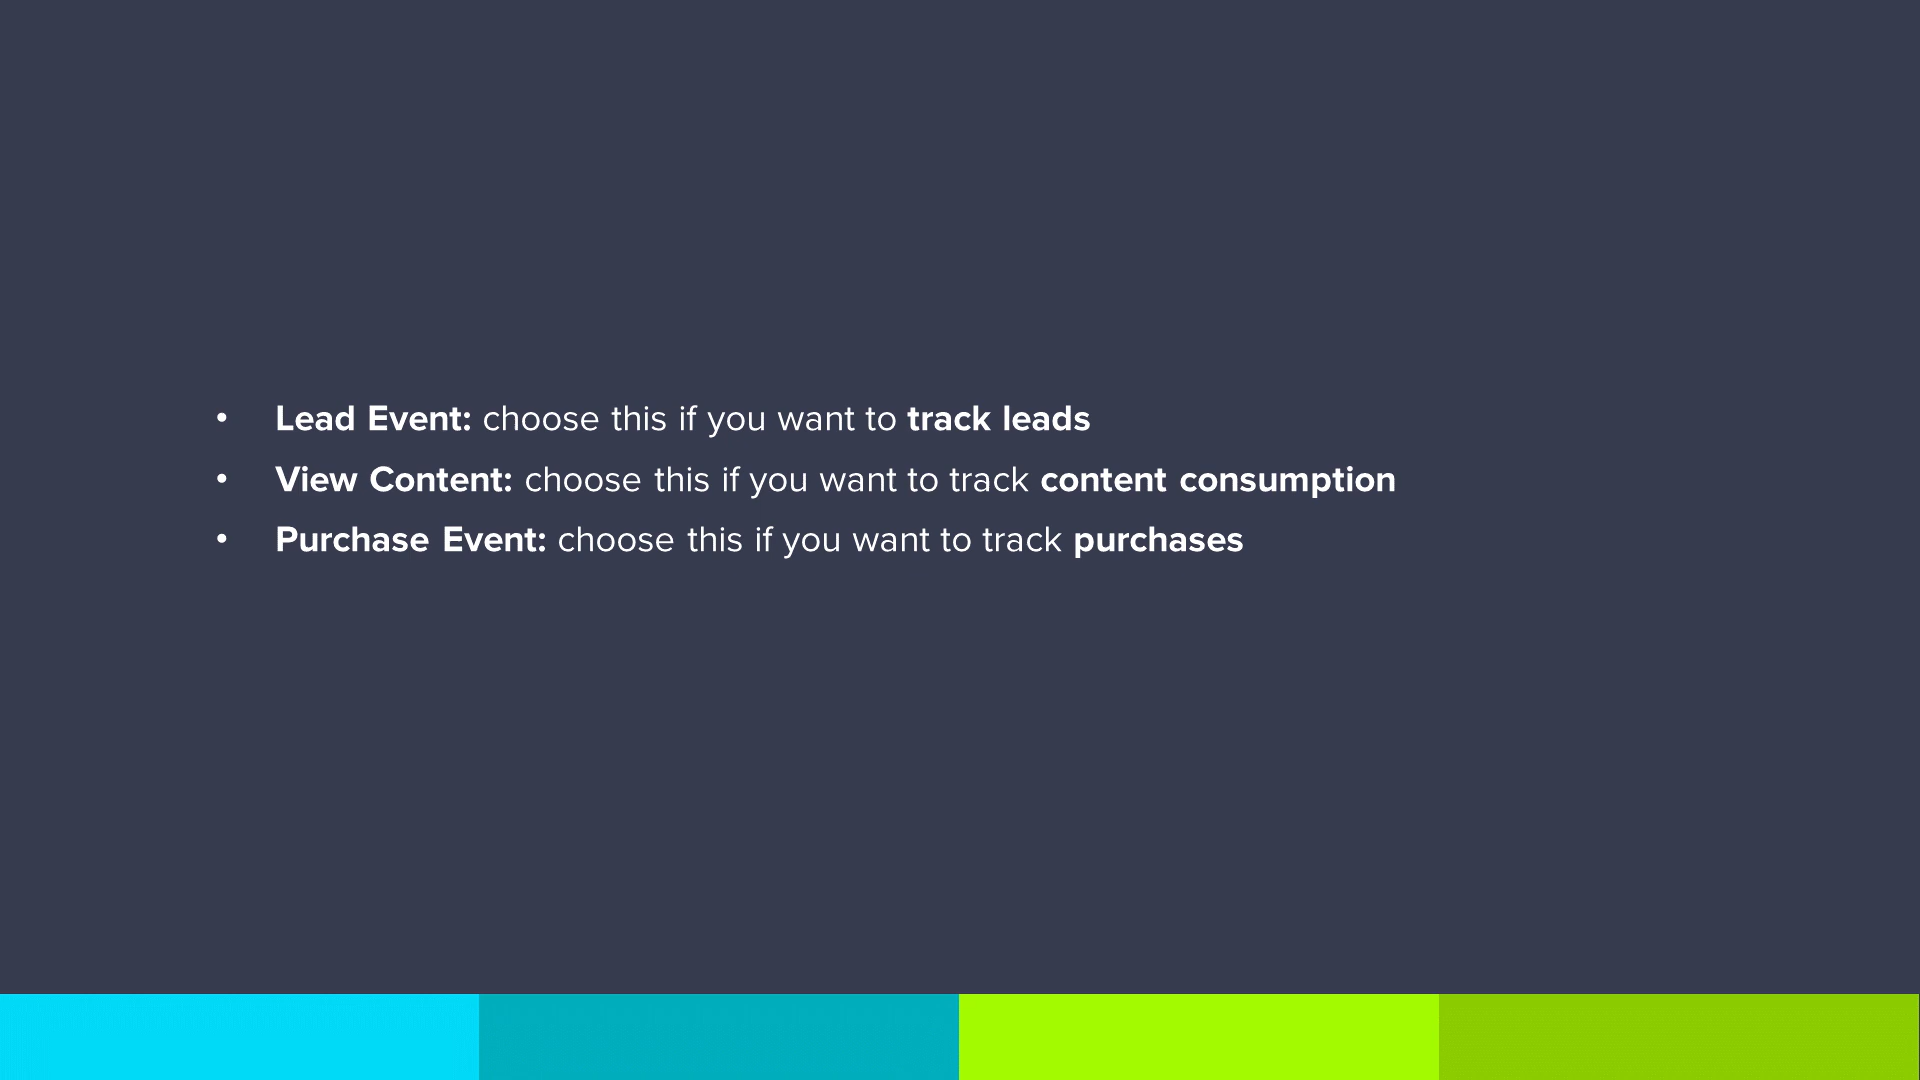 • Lead Event: choose this if you want to track leads
• View Content: choose this if you want to track content consumption
• Purchase Event: choose this if you want to track purchases